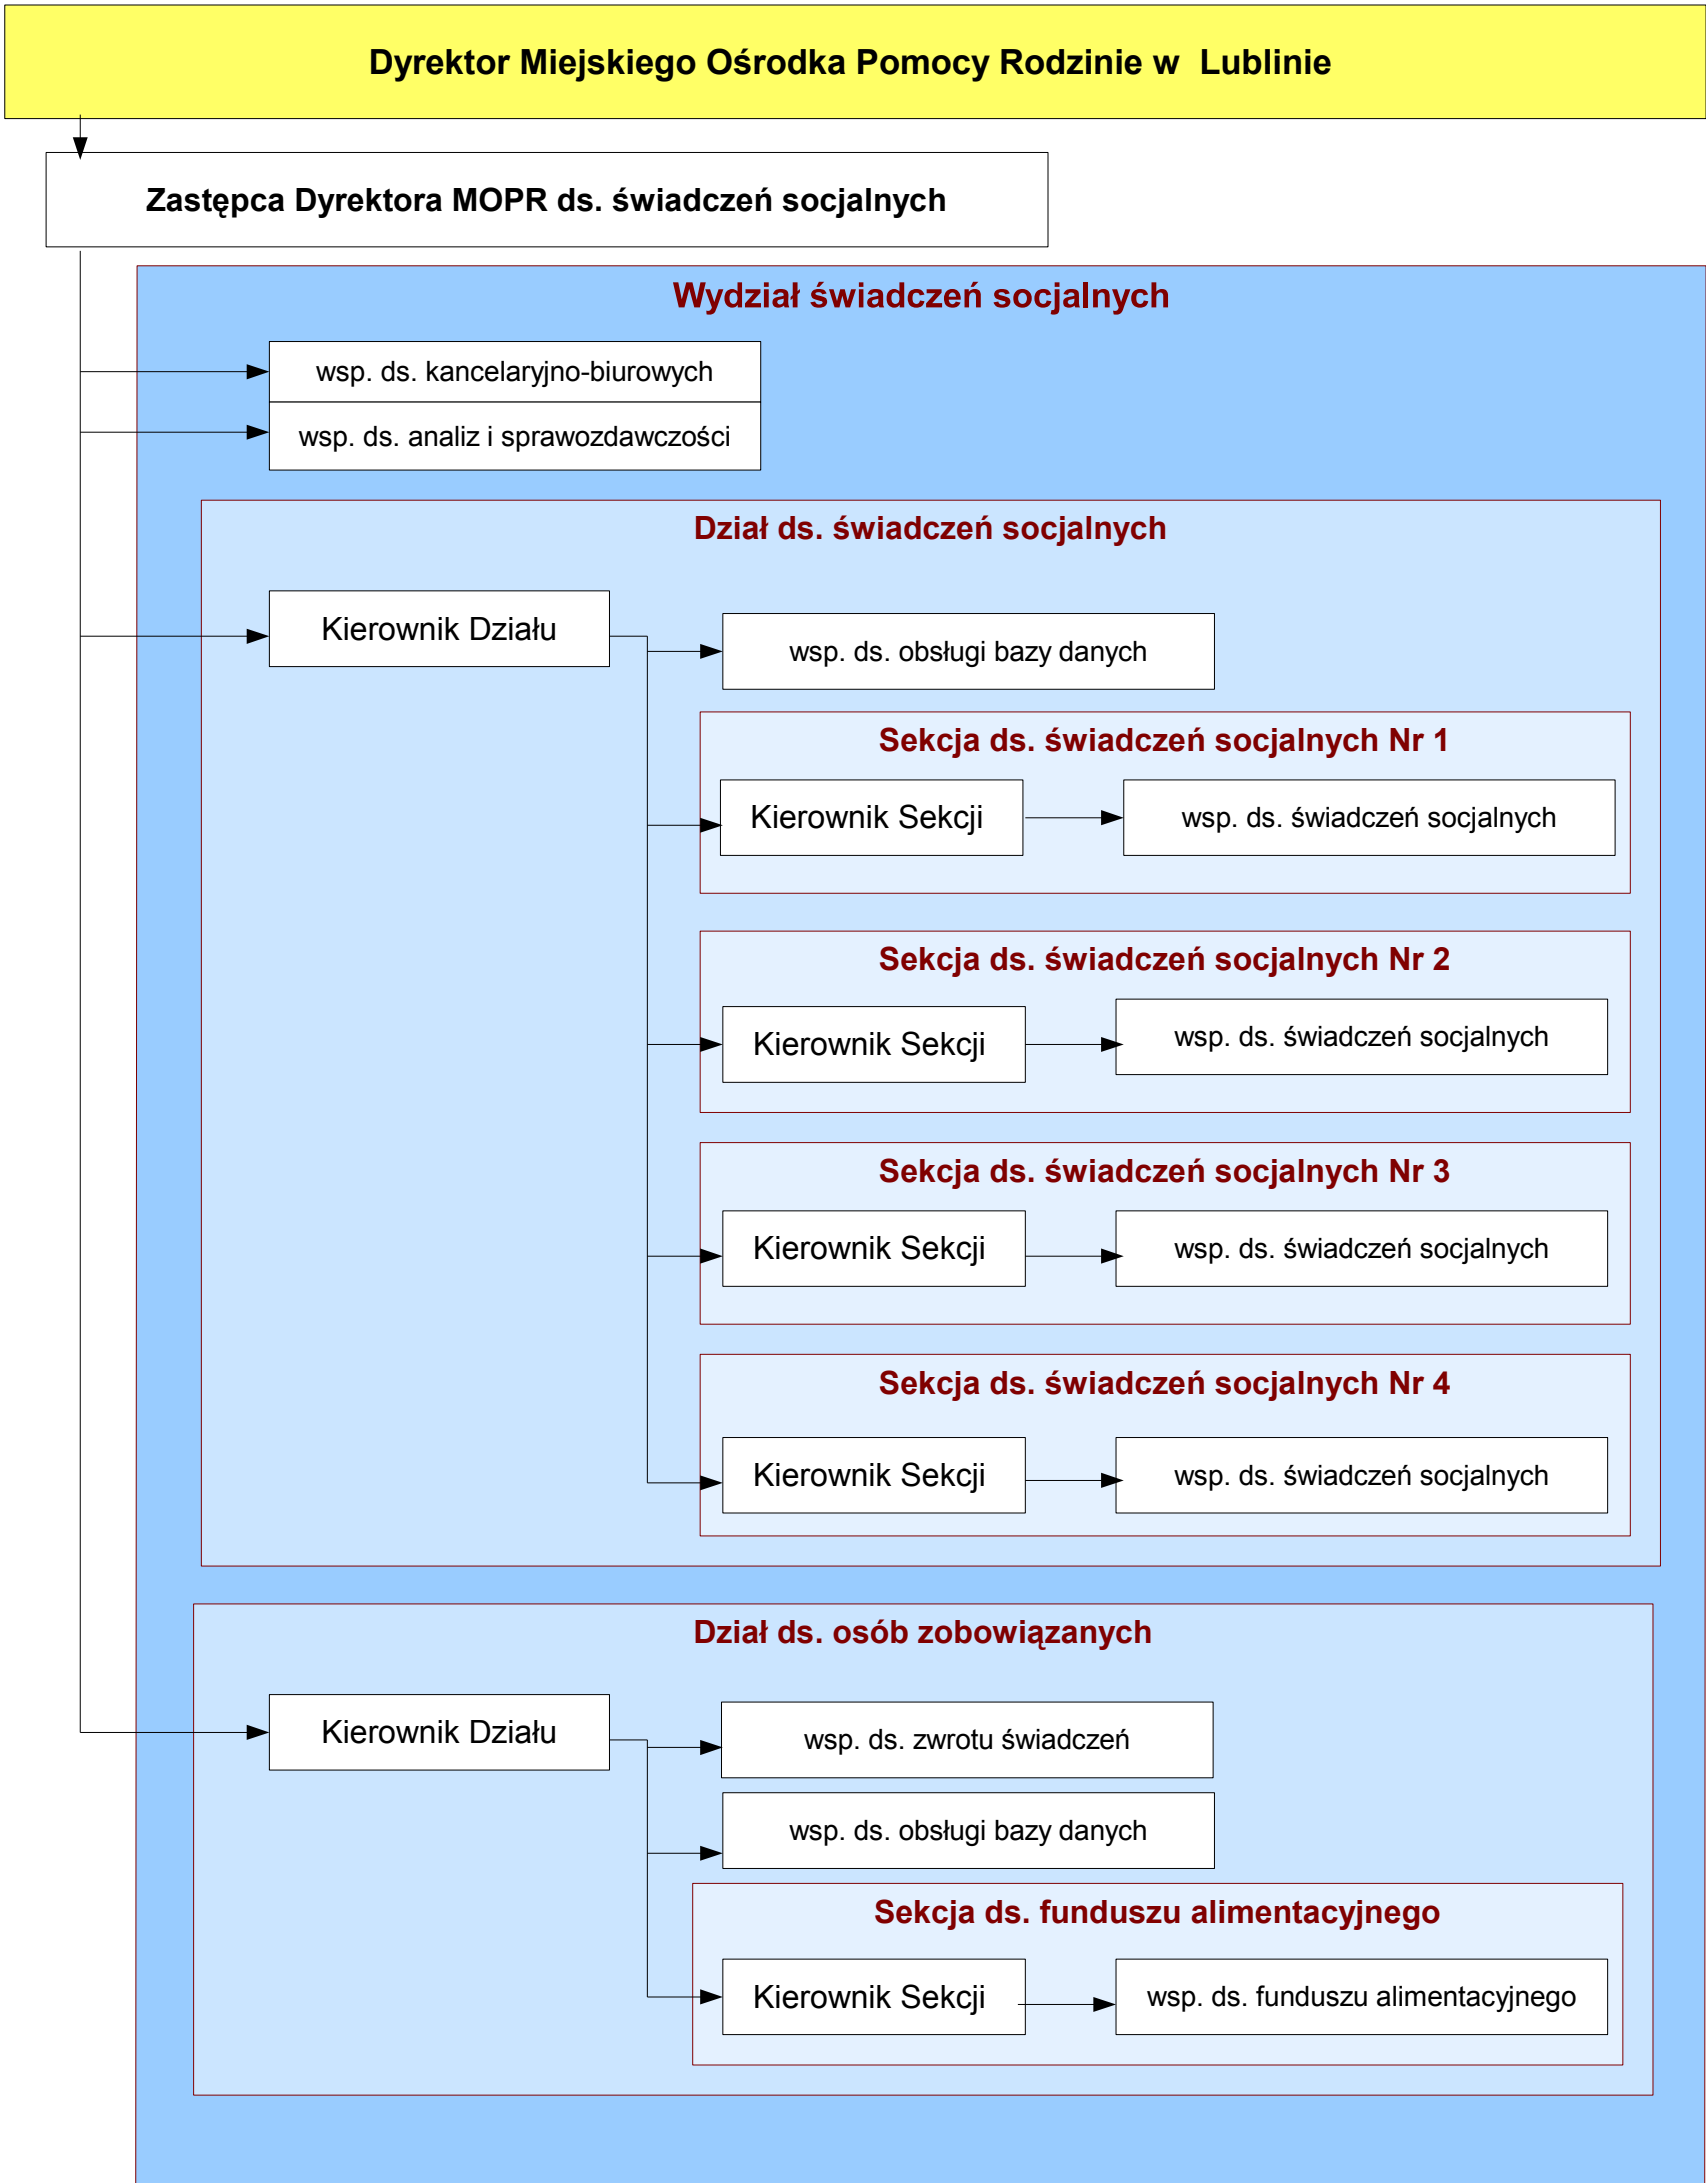 Dyrektor Miejskiego Ośrodka Pomocy Rodzinie w Lublinie
Zastępca Dyrektora MOPR ds. świadczeń socjalnych
Wydział świadczeń socjalnych
wsp. ds. kancelaryjno-biurowych
wsp. ds. analiz i sprawozdawczości
Dział ds. świadczeń socjalnych
Kierownik Działu
wsp. ds. obsługi bazy danych
Sekcja ds. świadczeń socjalnych Nr 1
Kierownik Sekcji
wsp. ds. świadczeń socjalnych
Sekcja ds. świadczeń socjalnych Nr 2
Kierownik Sekcji
wsp. ds. świadczeń socjalnych
Sekcja ds. świadczeń socjalnych Nr 3
Kierownik Sekcji
wsp. ds. świadczeń socjalnych
Sekcja ds. świadczeń socjalnych Nr 4
Kierownik Sekcji
wsp. ds. świadczeń socjalnych
Dział ds. osób zobowiązanych
Kierownik Działu
wsp. ds. zwrotu świadczeń
wsp. ds. obsługi bazy danych
Sekcja ds. funduszu alimentacyjnego
Kierownik Sekcji
wsp. ds. funduszu alimentacyjnego